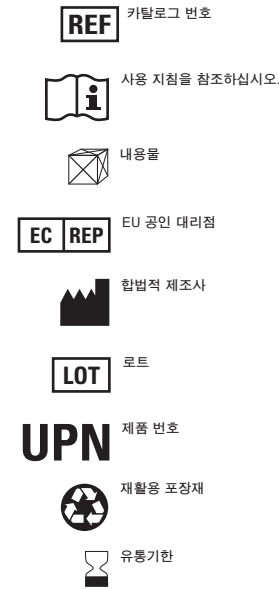 REF 카탈로그 번호
i 사용 지침을 참조하십시오.
내용물
EC REP EU 공인 대리점
합법적 제조사
LOT 로트
UPN 제품 번호
재활용 포장재
유통기한